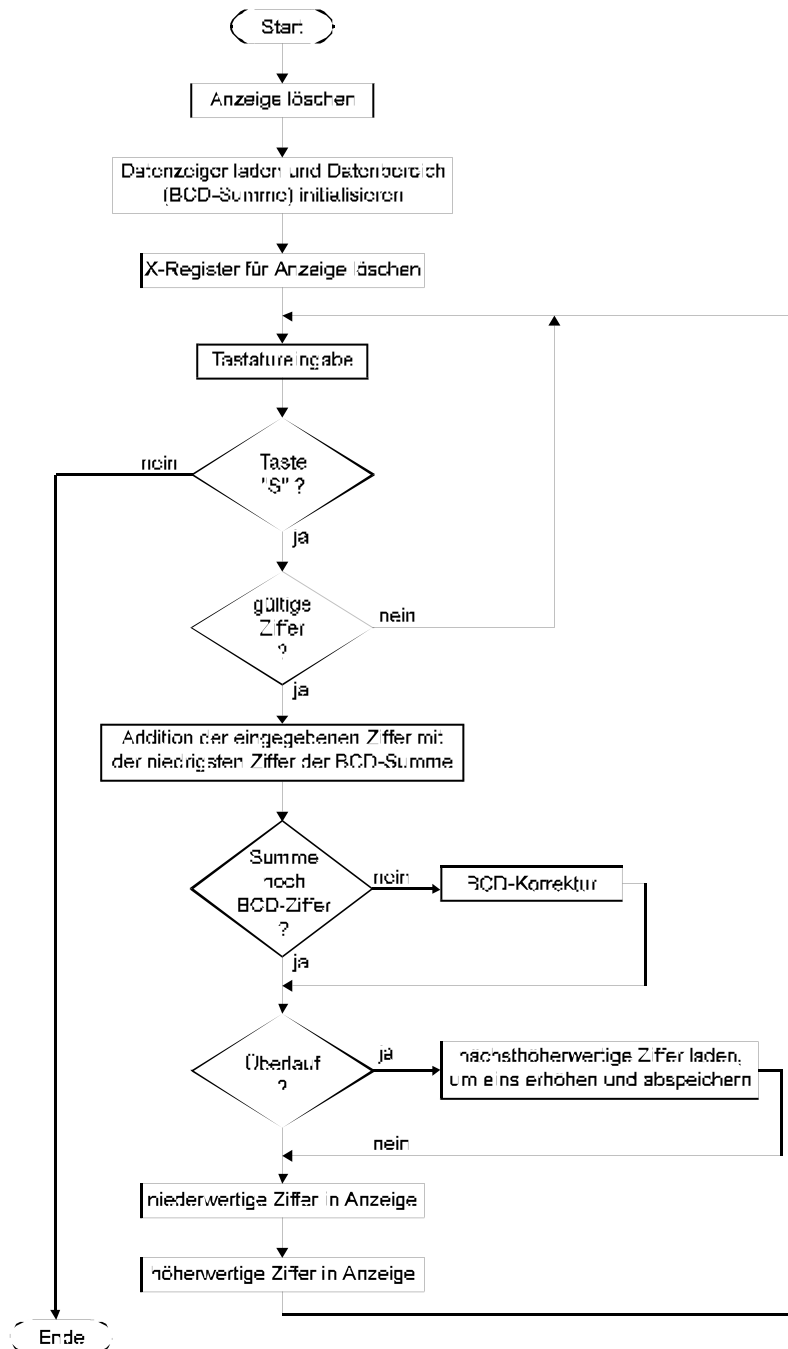 Start
Anzeige löschen
Datenzeiger laden und Datenbereich
(BCD-Summe) initialisieren
X-Register für Anzeige löschen
Tastatureingabe
nein
Taste
"S" ?
ja
gültige
Ziffer
?
nein
ja
Addition der eingegebenen Ziffer mit
der niedrigsten Ziffer der BCD-Summe
Summe
noch
BCD-Ziffer
?
nein
BCD-Korrektur
ja
Überlauf
?
ja
nächsthöherwertige Ziffer laden,
um eins erhöhen und abspeichern
nein
niederwertige Ziffer in Anzeige
höherwertige Ziffer in Anzeige
Ende